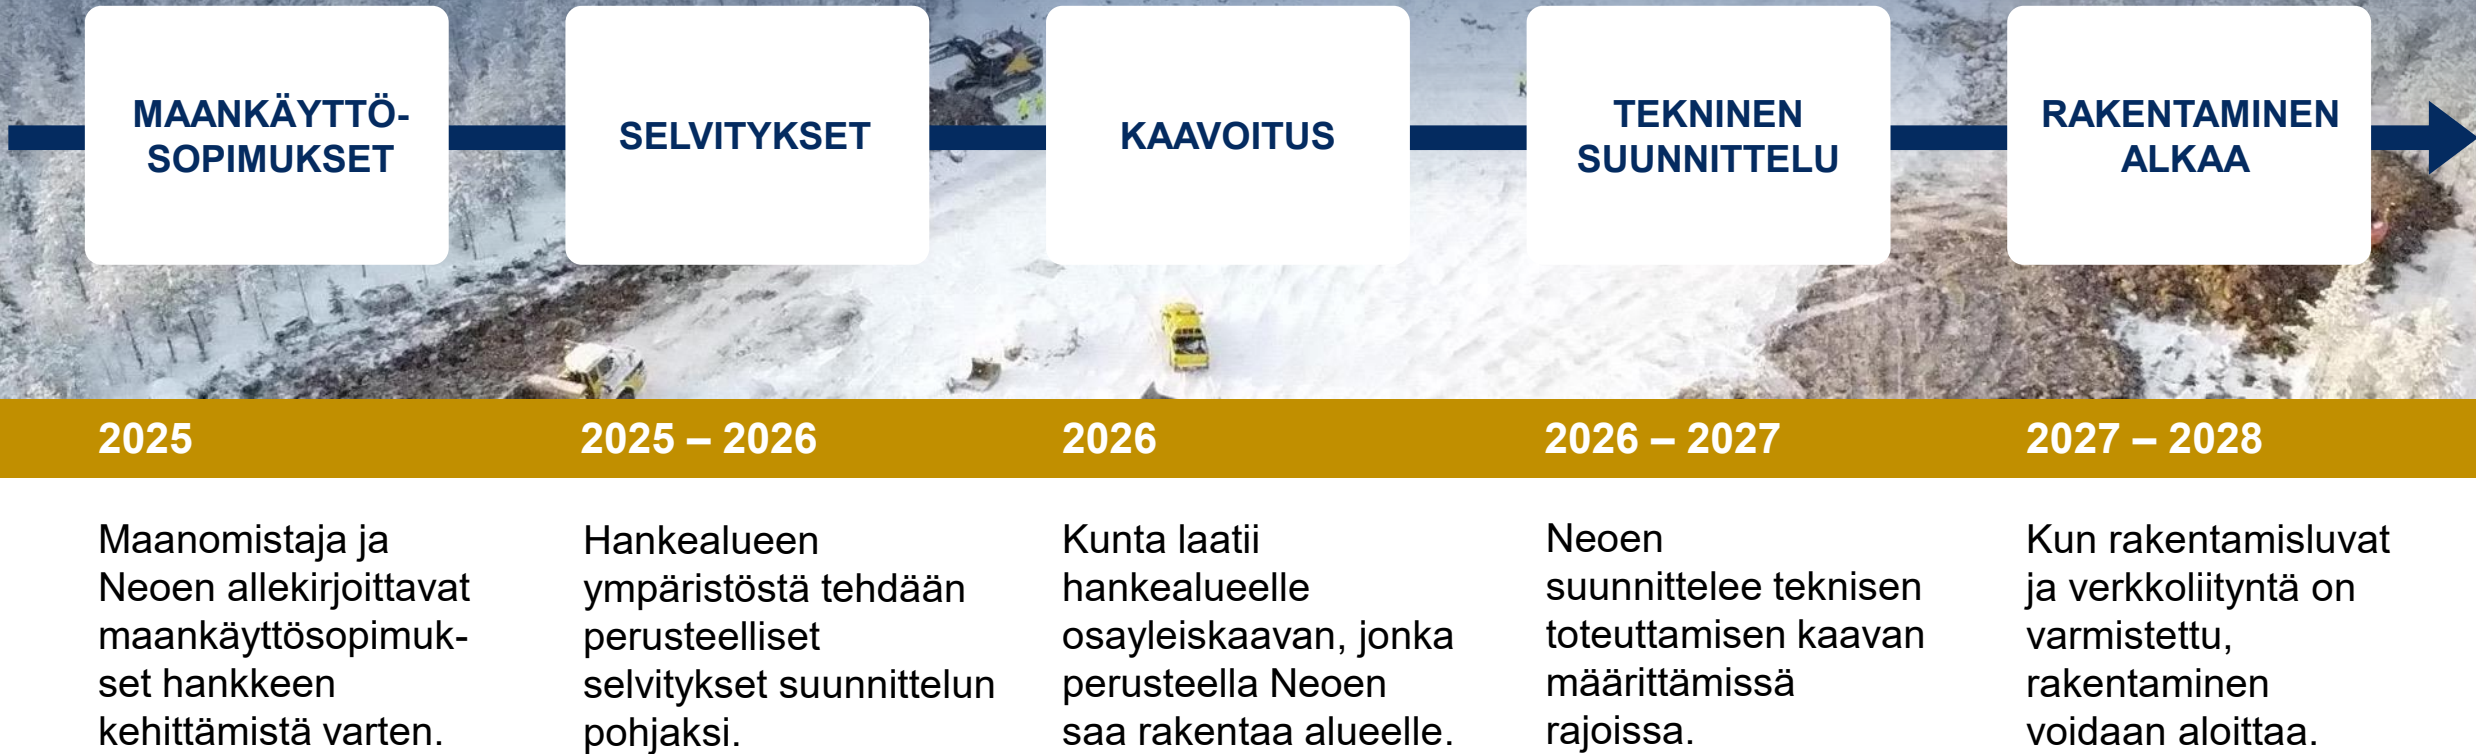 MAANKÄYTTÖ-
SOPIMUKSET
SELVITYKSET
KAAVOITUS
TEKNINEN
SUUNNITTELU
RAKENTAMINEN
ALKAA
2025
2025 – 2026
2026
2026 – 2027
2027 – 2028
Maanomistaja ja
Neoen allekirjoittavat
maankäyttösopimuk-
set hankkeen
kehittämistä varten.
Hankealueen
ympäristöstä tehdään
perusteelliset
selvitykset suunnittelun
pohjaksi.
Kunta laatii
hankealueelle
osayleiskaavan, jonka
perusteella Neoen
saa rakentaa alueelle.
Neoen
suunnittelee teknisen
toteuttamisen kaavan
määrittämissä
rajoissa.
Kun rakentamisluvat
ja verkkoliityntä on
varmistettu,
rakentaminen
voidaan aloittaa.